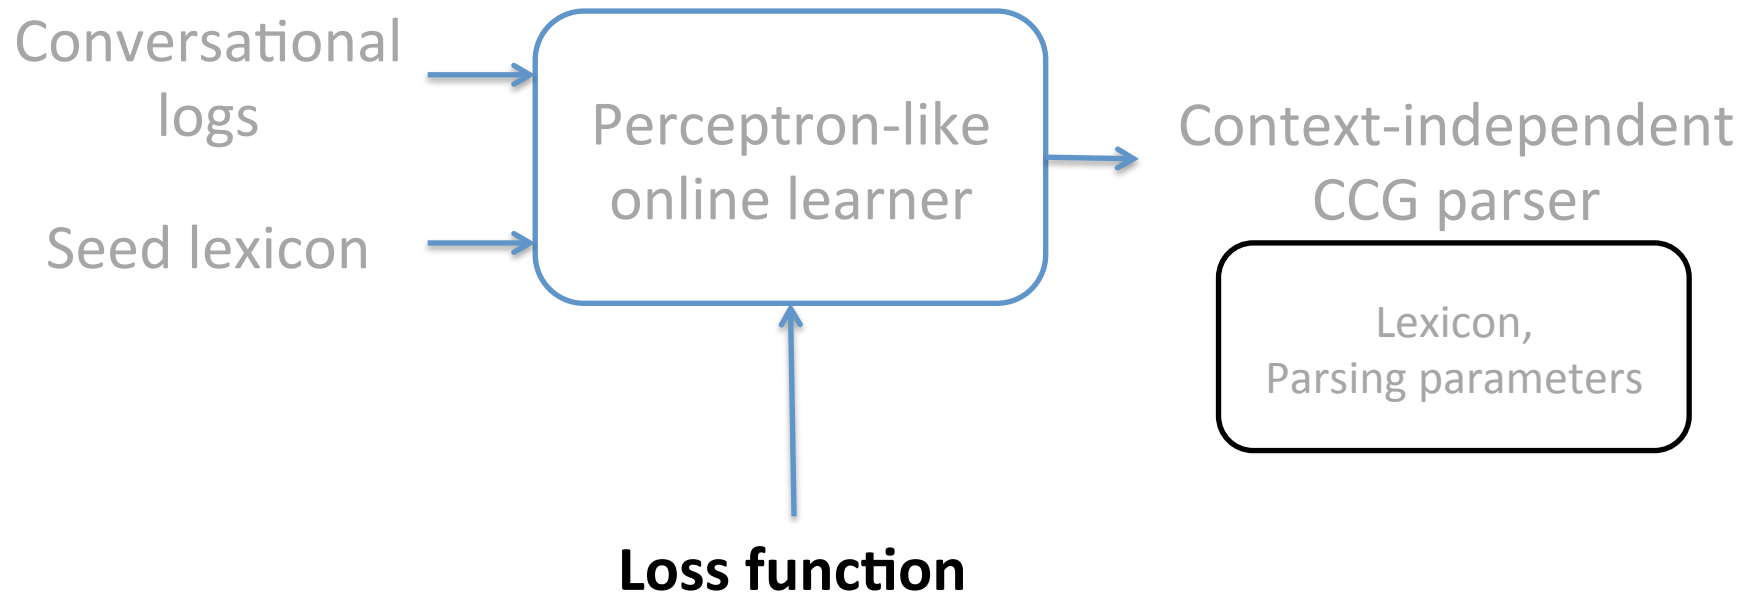 Conversational
logs
Seed lexicon
Perceptron-like
online learner
Context-independent
CCG parser
Lexicon,
Parsing parameters
Loss function